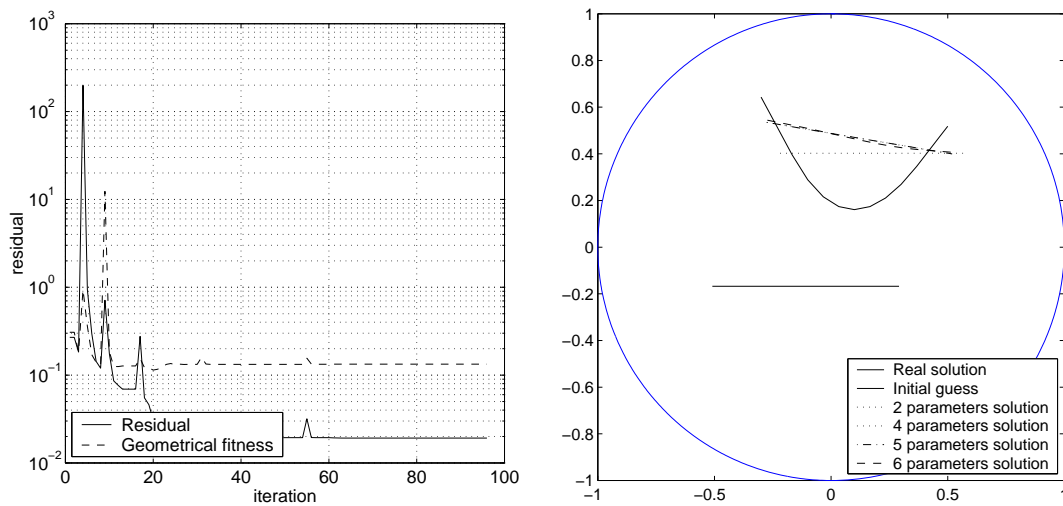 10^3
10^2
10^1
10^0
10^−1
10^−2
residual
0 20 40 60 80 100
iteration
Residual
Geometrical fitness
1
0.8
0.6
0.4
0.2
0
−0.2
−0.4
−0.6
−0.8
−1
−1 −0.5 0 0.5 1
Real solution
Initial guess
2 parameters solution
4 parameters solution
5 parameters solution
6 parameters solution